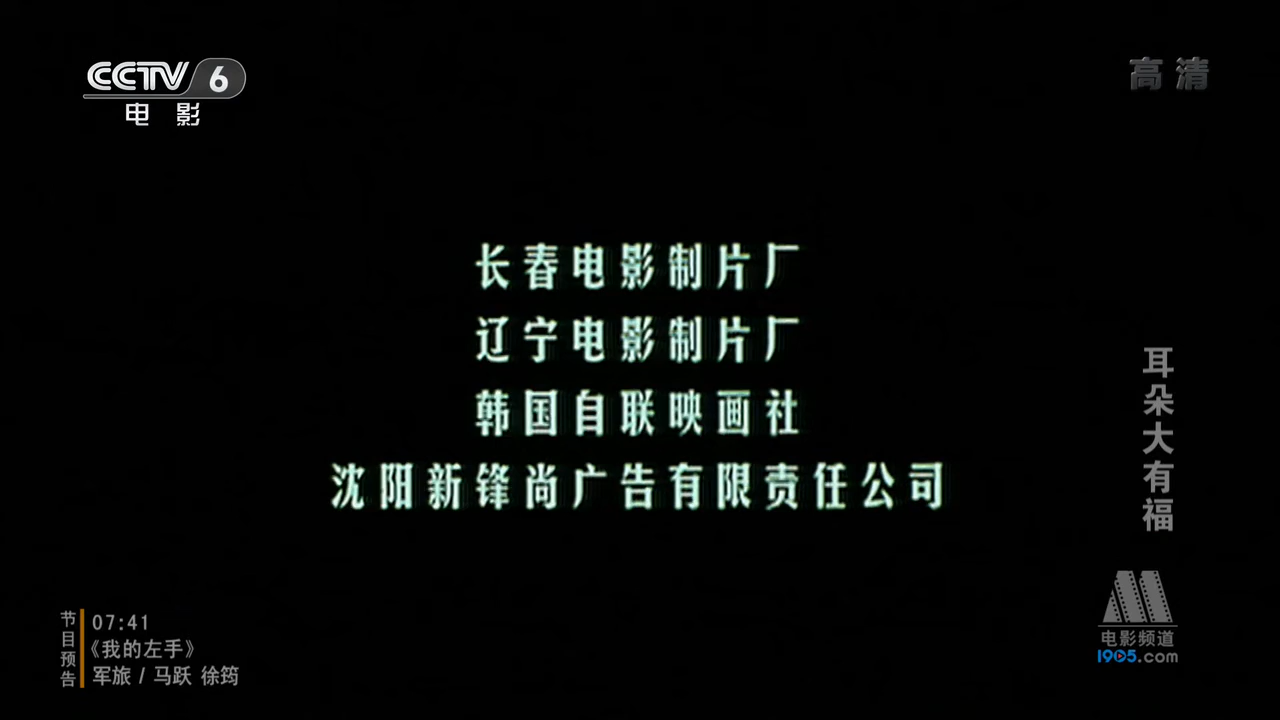 CCTV 6
电影
高清
长春电影制片厂
辽宁电影制片厂
韩国自联映画社
沈阳新锋尚广告有限责任公司
耳朵大有福
节目预告
07:41
《我的左手》
军旅 / 马跃 徐筠
电影频道
1905.com